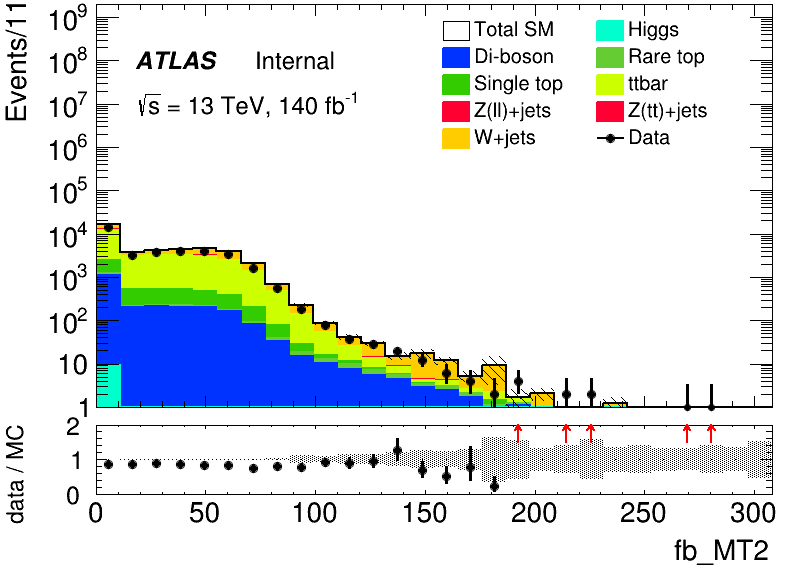 Events/11
10⁹
10⁸
10⁷
10⁶
10⁵
10⁴
10³
10²
10
1
ATLAS Internal
√s = 13 TeV, 140 fb⁻¹
Total SM
Higgs
Di-boson
Rare top
Single top
ttbar
Z(ll)+jets
Z(tt)+jets
W+jets
Data
data / MC
2
1
0
0 50 100 150 200 250 300
fb_MT2